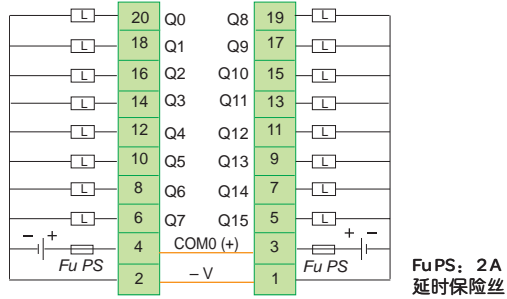 L 20 Q0 Q8 19 L
L 18 Q1 Q9 17 L
L 16 Q2 Q10 15 L
L 14 Q3 Q11 13 L
L 12 Q4 Q12 11 L
L 10 Q5 Q13 9 L
L 8 Q6 Q14 7 L
L 6 Q7 Q15 5 L
− + 4 COM0 (+) 3 + −
Fu PS Fu PS
2 – V 1
FuPS：2A
延时保险丝